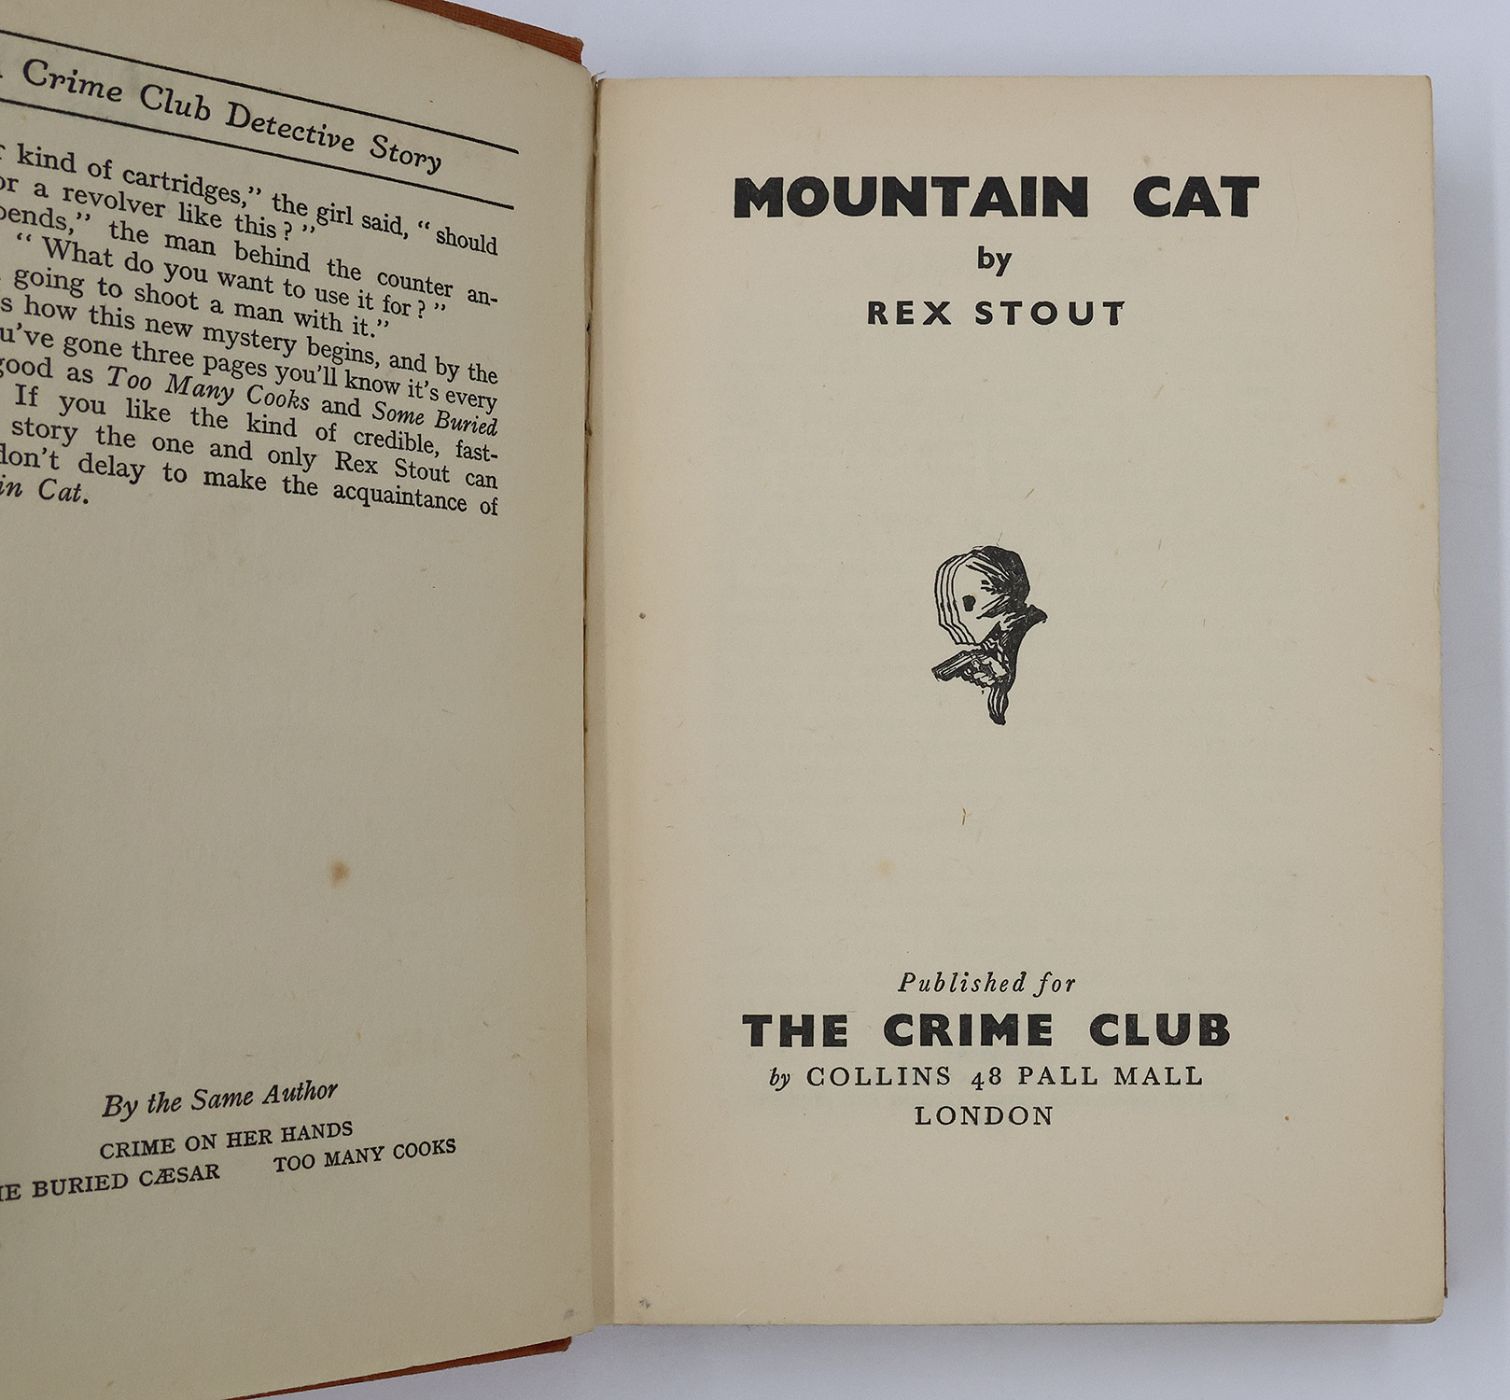 Crime Club Detective Story
kind of cartridges," the girl said, "should
or a revolver like this?"
the man behind the counter an-
"What do you want to use it for?"
going to shoot a man with it."
how this new mystery begins, and by the
you've gone three pages you'll know it's every
good as Too Many Cooks and Some Buried
If you like the kind of credible, fast-
story the one and only Rex Stout can
don't delay to make the acquaintance of
Cat.
By the Same Author
CRIME ON HER HANDS
BURIED CÆSAR TOO MANY COOKS
MOUNTAIN CAT
by
REX STOUT
Published for
THE CRIME CLUB
by COLLINS 48 PALL MALL
LONDON